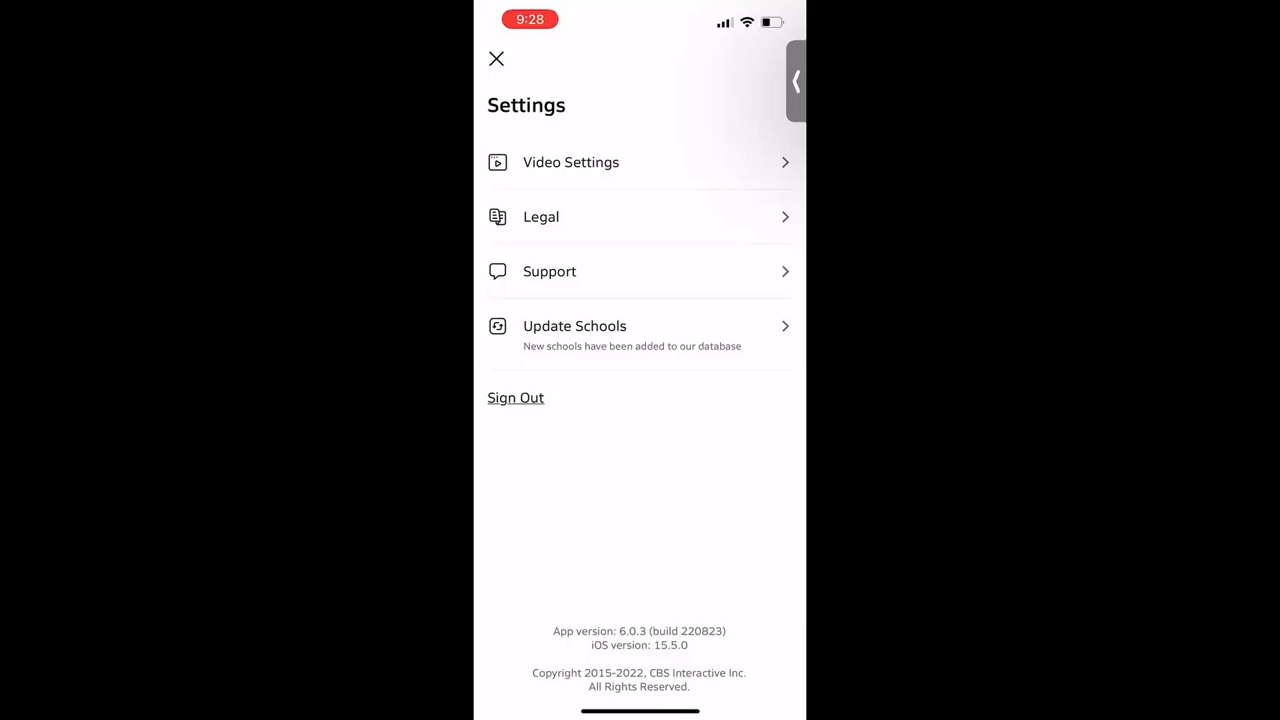 9:28
Settings
Video Settings
Legal
Support
Update Schools
New schools have been added to our database
Sign Out
App version: 6.0.3 (build 220823)
iOS version: 15.5.0
Copyright 2015-2022, CBS Interactive Inc.
All Rights Reserved.